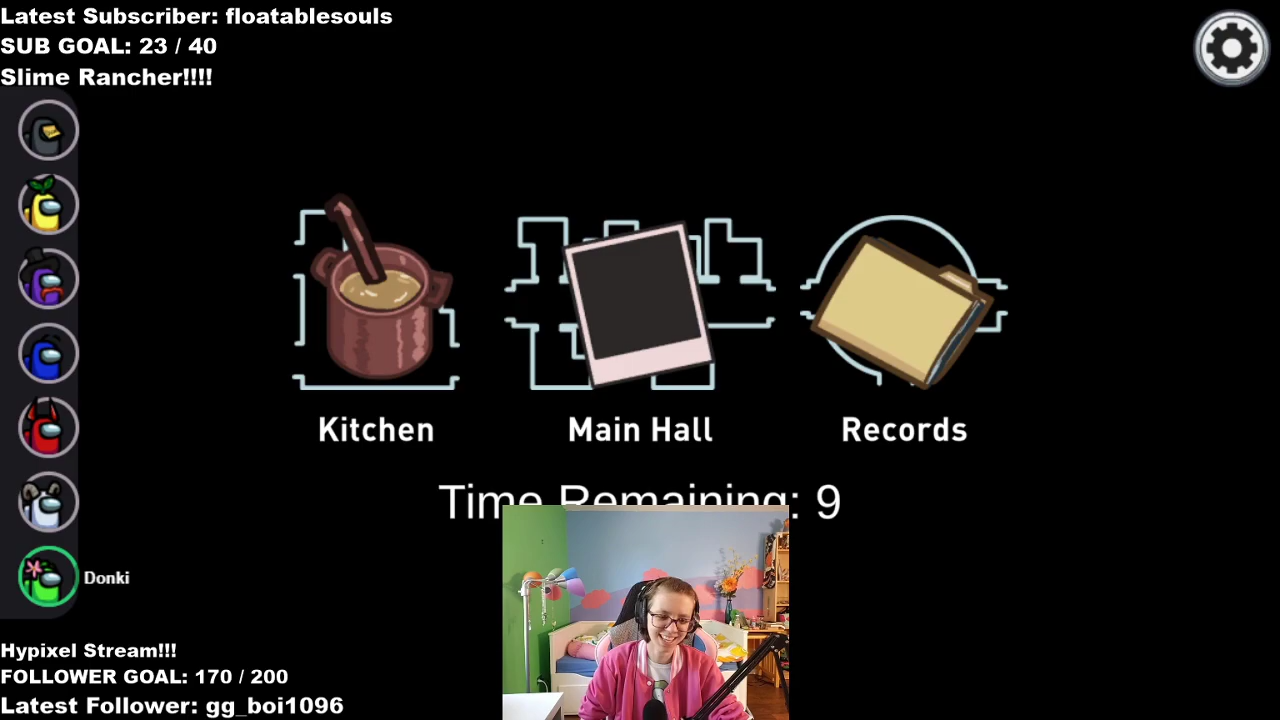 Latest Subscriber: floatablesouls
SUB GOAL: 23 / 40
Slime Rancher!!!!
Kitchen
Main Hall
Records
Time Remaining: 9
Donki
Hypixel Stream!!!
FOLLOWER GOAL: 170 / 200
Latest Follower: gg_boi1096